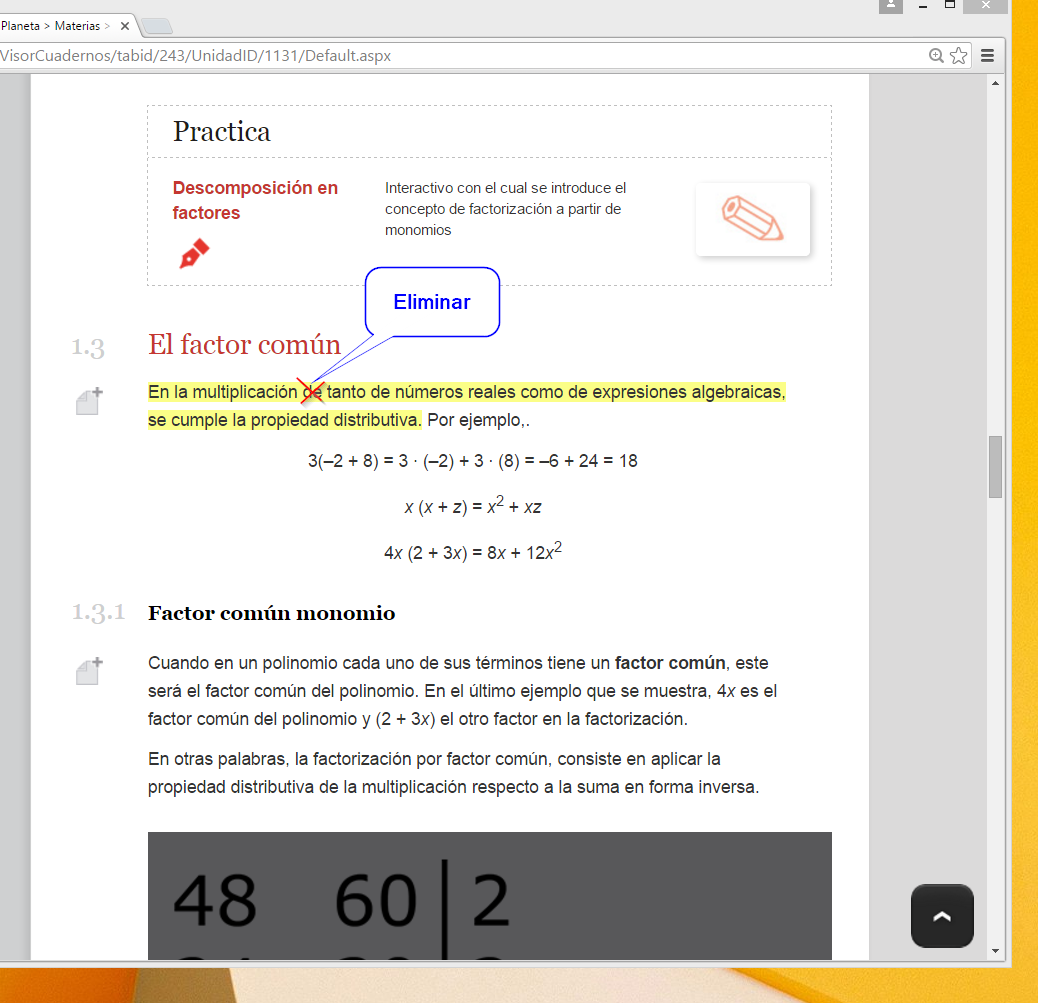 Planeta > Materias >
VisorCuadernos/tabid/243/UnidadID/1131/Default.aspx
Practica
Descomposición en
factores
Interactivo con el cual se introduce el
concepto de factorización a partir de
monomios
Eliminar
1.3 El factor común
En la multiplicación de tanto de números reales como de expresiones algebraicas,
se cumple la propiedad distributiva. Por ejemplo,.
3(–2 + 8) = 3 · (–2) + 3 · (8) = –6 + 24 = 18
x (x + z) = x² + xz
4x (2 + 3x) = 8x + 12x²
1.3.1 Factor común monomio
Cuando en un polinomio cada uno de sus términos tiene un factor común, este
será el factor común del polinomio. En el último ejemplo que se muestra, 4x es el
factor común del polinomio y (2 + 3x) el otro factor en la factorización.
En otras palabras, la factorización por factor común, consiste en aplicar la
propiedad distributiva de la multiplicación respecto a la suma en forma inversa.
48 60 | 2